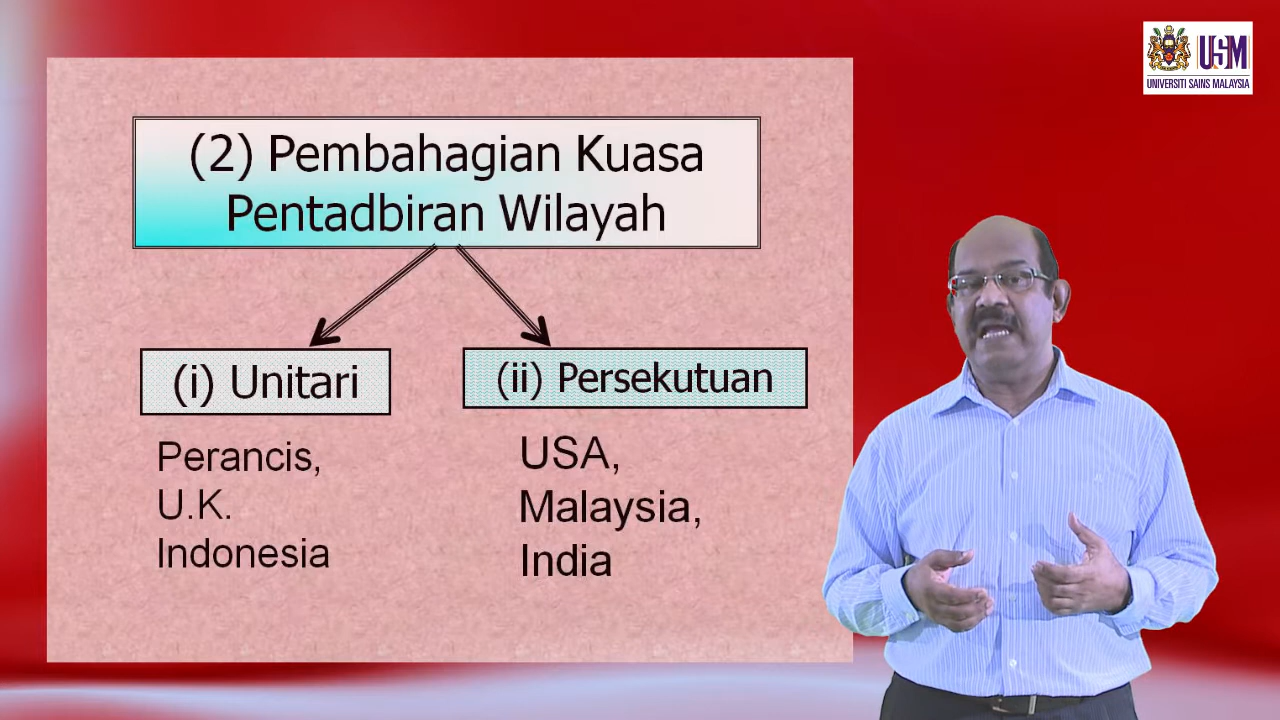 USM
UNIVERSITI SAINS MALAYSIA
(2) Pembahagian Kuasa
Pentadbiran Wilayah
(i) Unitari
(ii) Persekutuan
Perancis,
U.K.
Indonesia
USA,
Malaysia,
India